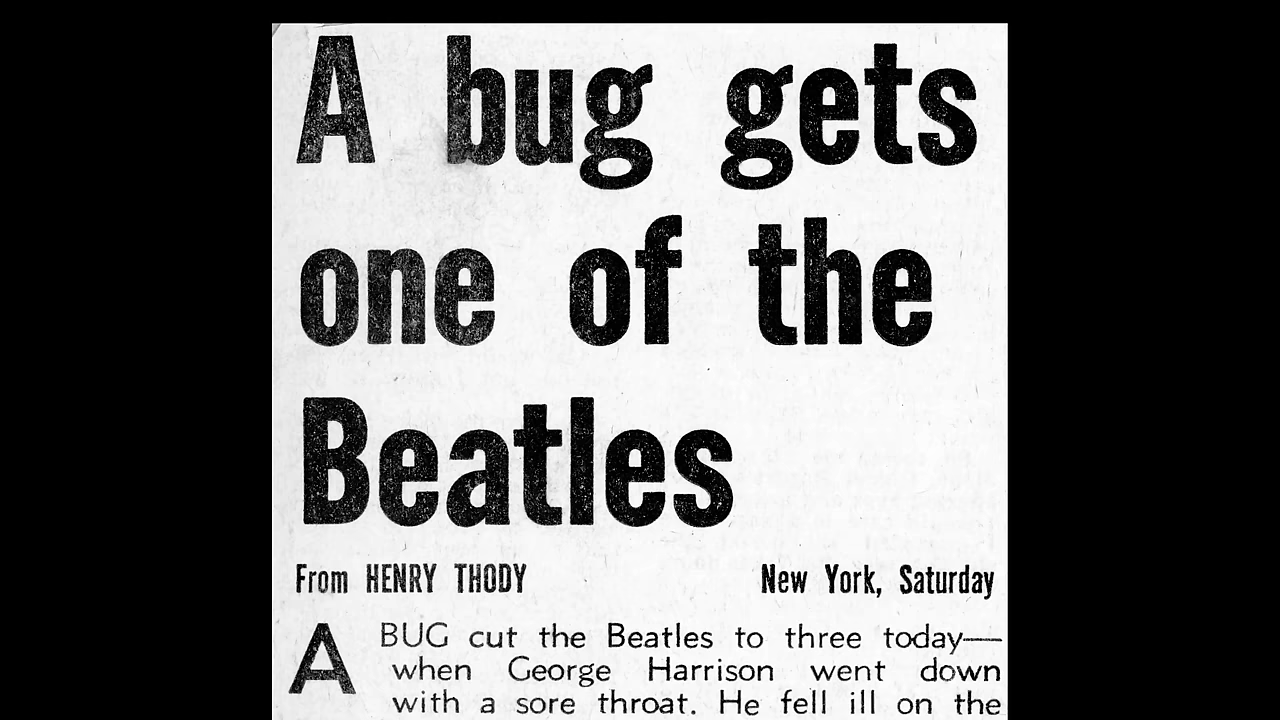 A bug gets
one of the
Beatles
From HENRY THODY New York, Saturday
A BUG cut the Beatles to three today—
when George Harrison went down
with a sore throat. He fell ill on the